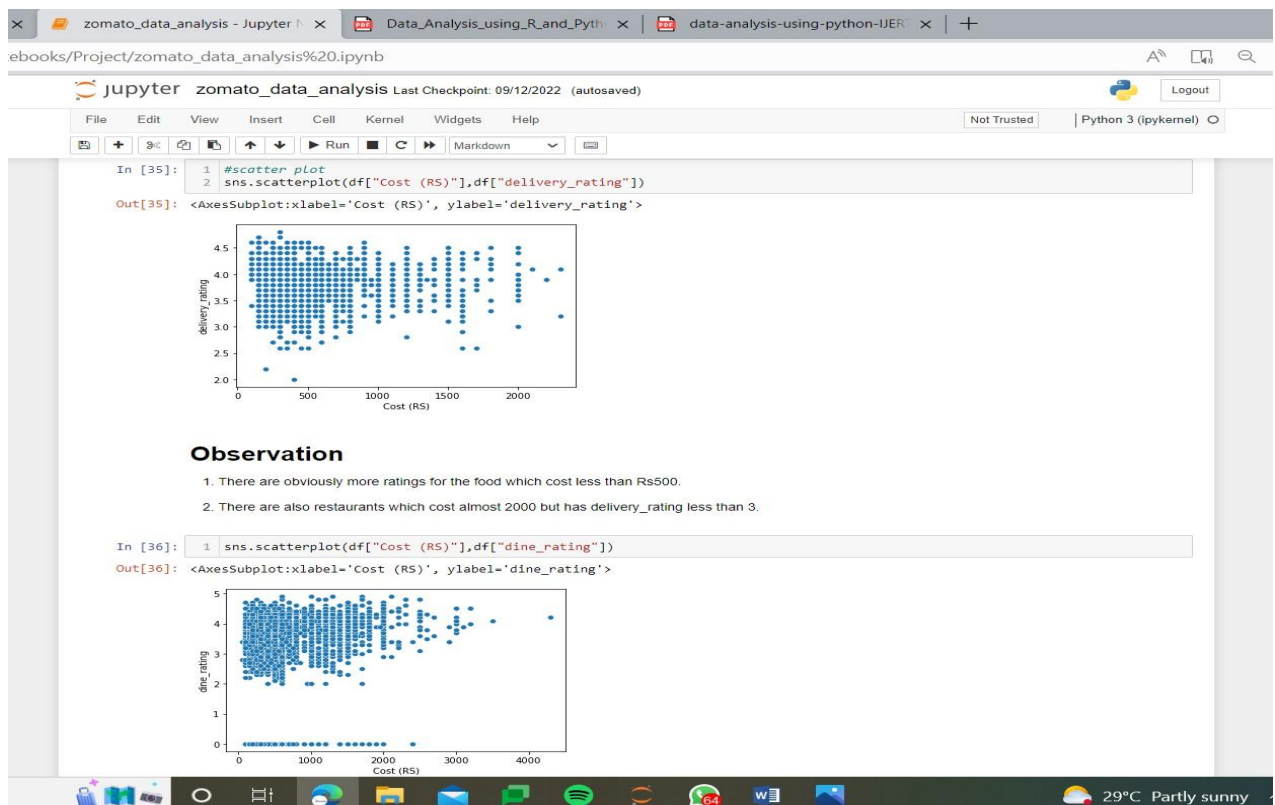 zomato_data_analysis - Jupyter N
Data_Analysis_using_R_and_Pyth
data-analysis-using-python-IJER
ebooks/Project/zomato_data_analysis%20.ipynb
jupyter zomato_data_analysis Last Checkpoint: 09/12/2022 (autosaved)
Logout
File Edit View Insert Cell Kernel Widgets Help
Not Trusted
Python 3 (ipykernel)
Run
Markdown
In [35]:
1 #scatter plot
2 sns.scatterplot(df["Cost (RS)"],df["delivery_rating"])
Out[35]: <AxesSubplot:xlabel='Cost (RS)', ylabel='delivery_rating'>
4.5
4.0
3.5
3.0
2.5
2.0
delivery_rating
0 500 1000 1500 2000
Cost (RS)
Observation
1. There are obviously more ratings for the food which cost less than Rs500.
2. There are also restaurants which cost almost 2000 but has delivery_rating less than 3.
In [36]:
1 sns.scatterplot(df["Cost (RS)"],df["dine_rating"])
Out[36]: <AxesSubplot:xlabel='Cost (RS)', ylabel='dine_rating'>
5
4
3
2
1
0
dine_rating
0 1000 2000 3000 4000
Cost (RS)
64
29°C Partly sunny